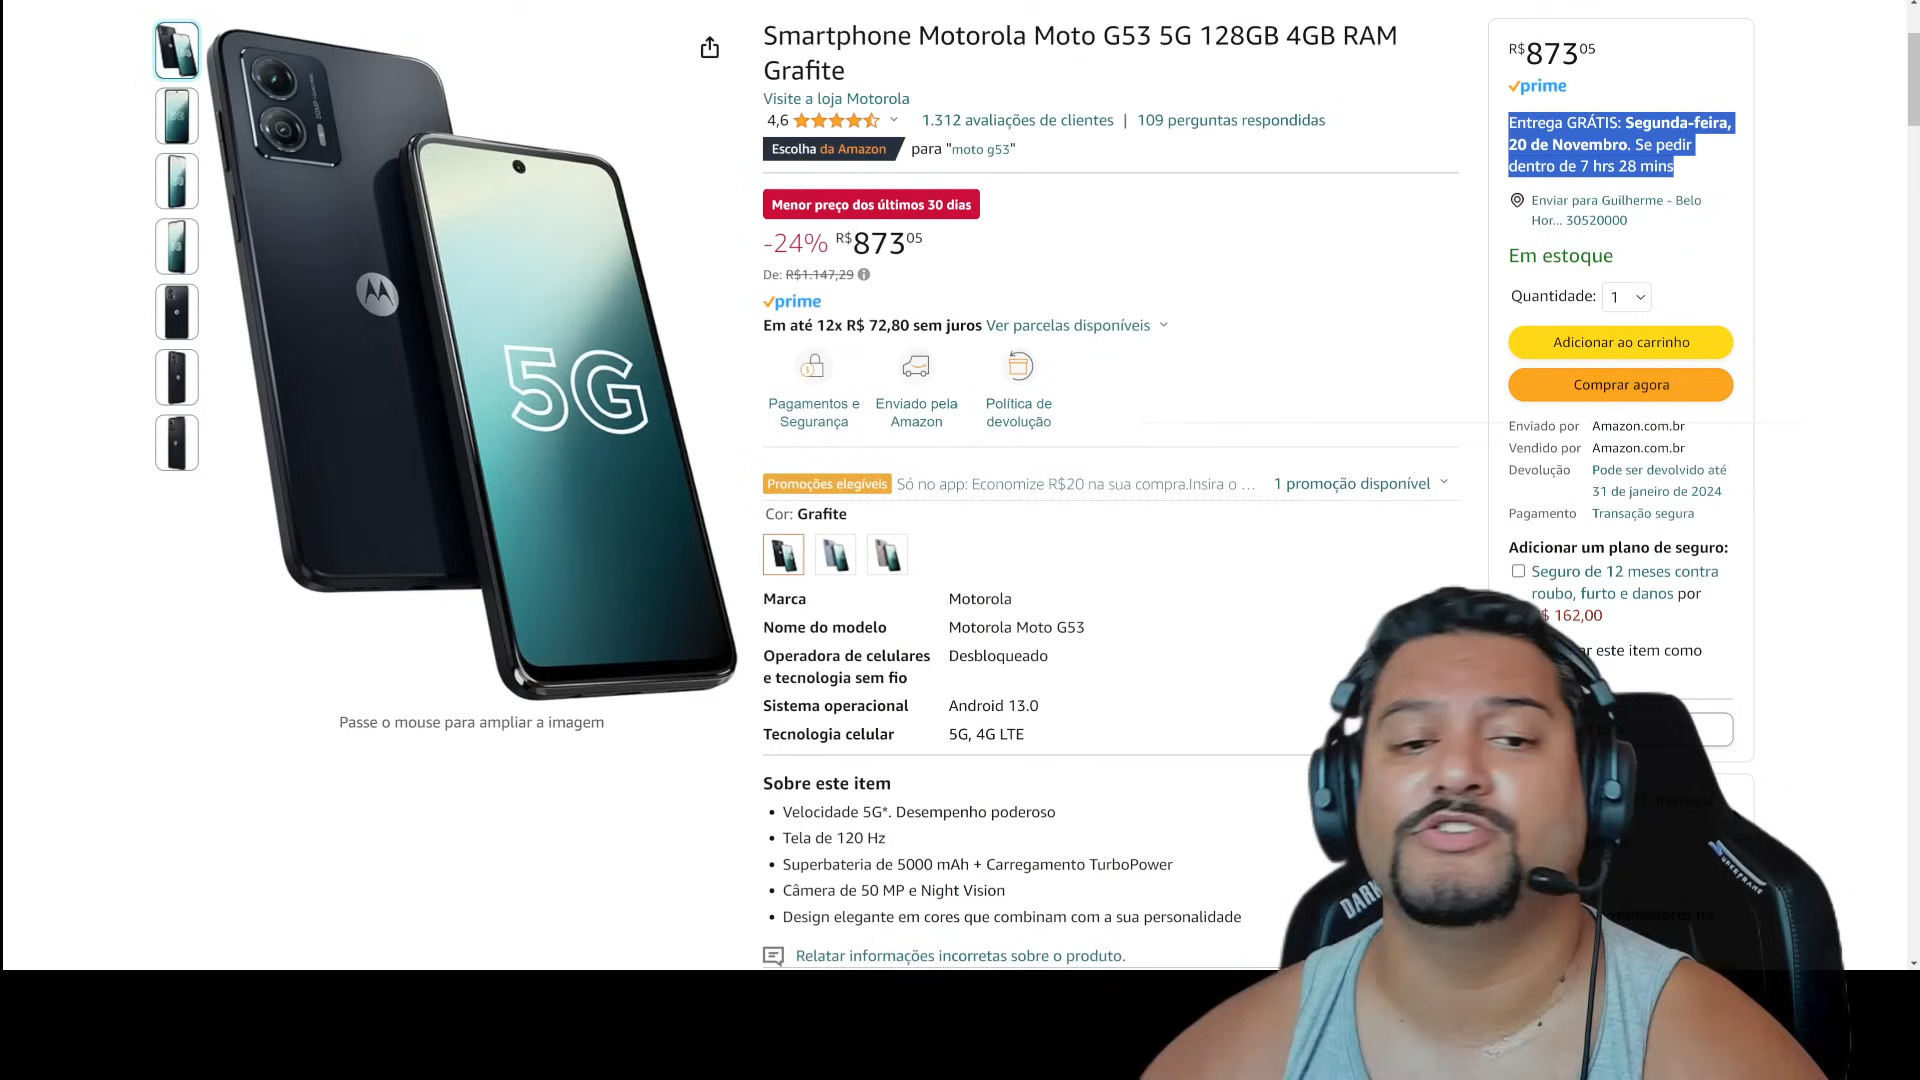 Smartphone Motorola Moto G53 5G 128GB 4GB RAM
Grafite
Visite a loja Motorola
4,6
1.312 avaliações de clientes | 109 perguntas respondidas
Escolha da Amazon para "moto g53"
Menor preço dos últimos 30 dias
-24% R$87305
De: R$1.147,29
prime
Em até 12x R$ 72,80 sem juros Ver parcelas disponíveis
Pagamentos e
Segurança
Enviado pela
Amazon
Política de
devolução
Promoções elegíveis Só no app: Economize R$20 na sua compra.Insira o … 1 promoção disponível
Cor: Grafite
Marca Motorola
Nome do modelo Motorola Moto G53
Operadora de celulares Desbloqueado
e tecnologia sem fio
Sistema operacional Android 13.0
Tecnologia celular 5G, 4G LTE
Sobre este item
• Velocidade 5G*. Desempenho poderoso
• Tela de 120 Hz
• Superbateria de 5000 mAh + Carregamento TurboPower
• Câmera de 50 MP e Night Vision
• Design elegante em cores que combinam com a sua personalidade
Relatar informações incorretas sobre o produto.
5G
Passe o mouse para ampliar a imagem
R$87305
prime
Entrega GRÁTIS: Segunda-feira,
20 de Novembro. Se pedir
dentro de 7 hrs 28 mins
Enviar para Guilherme - Belo
Hor... 30520000
Em estoque
Quantidade: 1
Adicionar ao carrinho
Comprar agora
Enviado por Amazon.com.br
Vendido por Amazon.com.br
Devolução Pode ser devolvido até
31 de janeiro de 2024
Pagamento Transação segura
Adicionar um plano de seguro:
Seguro de 12 meses contra
roubo, furto e danos por
$ 162,00
ar este item como
DARK
SUPERFRAME